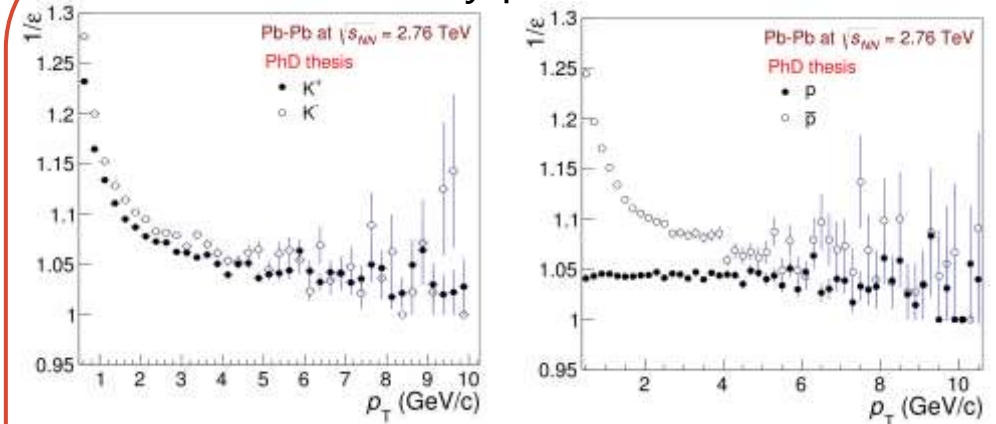 1/ε
1.3
1.25
1.2
1.15
1.1
1.05
1
0.95
Pb-Pb at √s_NN = 2.76 TeV
PhD thesis
K⁺
K⁻
1 2 3 4 5 6 7 8 9 10
p_T (GeV/c)
1/ε
1.3
1.25
1.2
1.15
1.1
1.05
1
0.95
Pb-Pb at √s_NN = 2.76 TeV
PhD thesis
p
p̅
2 4 6 8 10
p_T (GeV/c)